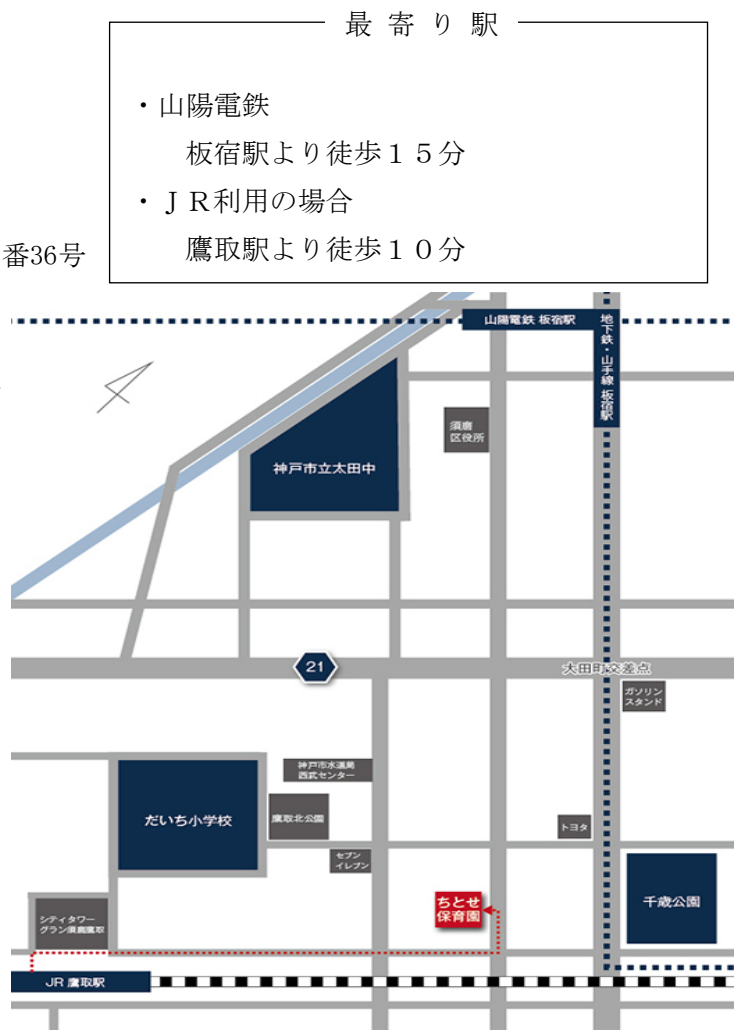 最寄り駅
・山陽電鉄
板宿駅より徒歩１５分
・ＪＲ利用の場合
鷹取駅より徒歩１０分
番36号
山陽電鉄 板宿駅
地下鉄・山手線 板宿駅
須磨
区役所
神戸市立太田中
21
大田町交差点
ガソリン
スタンド
神戸市水道局
西武センター
だいち小学校
鷹取北公園
トヨタ
セブン
イレブン
ちとせ
保育園
千歳公園
シティタワー
グラン須磨鷹取
JR 鷹取駅